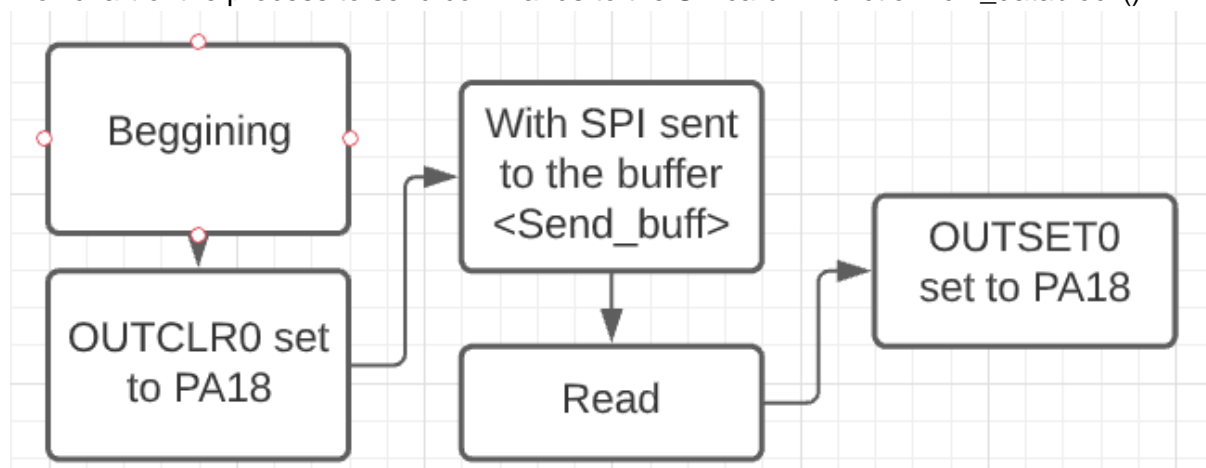 Beggining
OUTCLR0 set
to PA18
With SPI sent
to the buffer
<Send_buff>
Read
OUTSET0
set to PA18